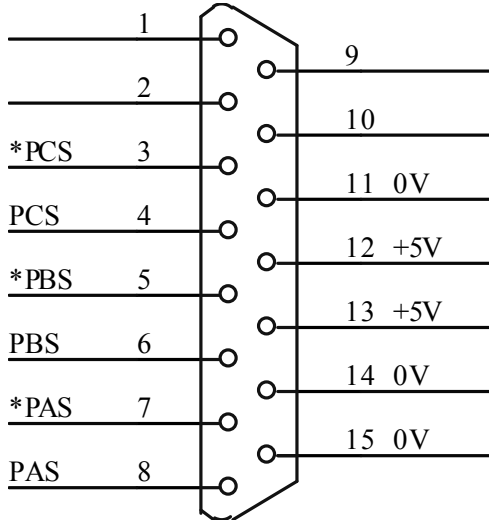 1
9
2
10
*PCS 3
11 0V
PCS 4
12 +5V
*PBS 5
13 +5V
PBS 6
14 0V
*PAS 7
15 0V
PAS 8